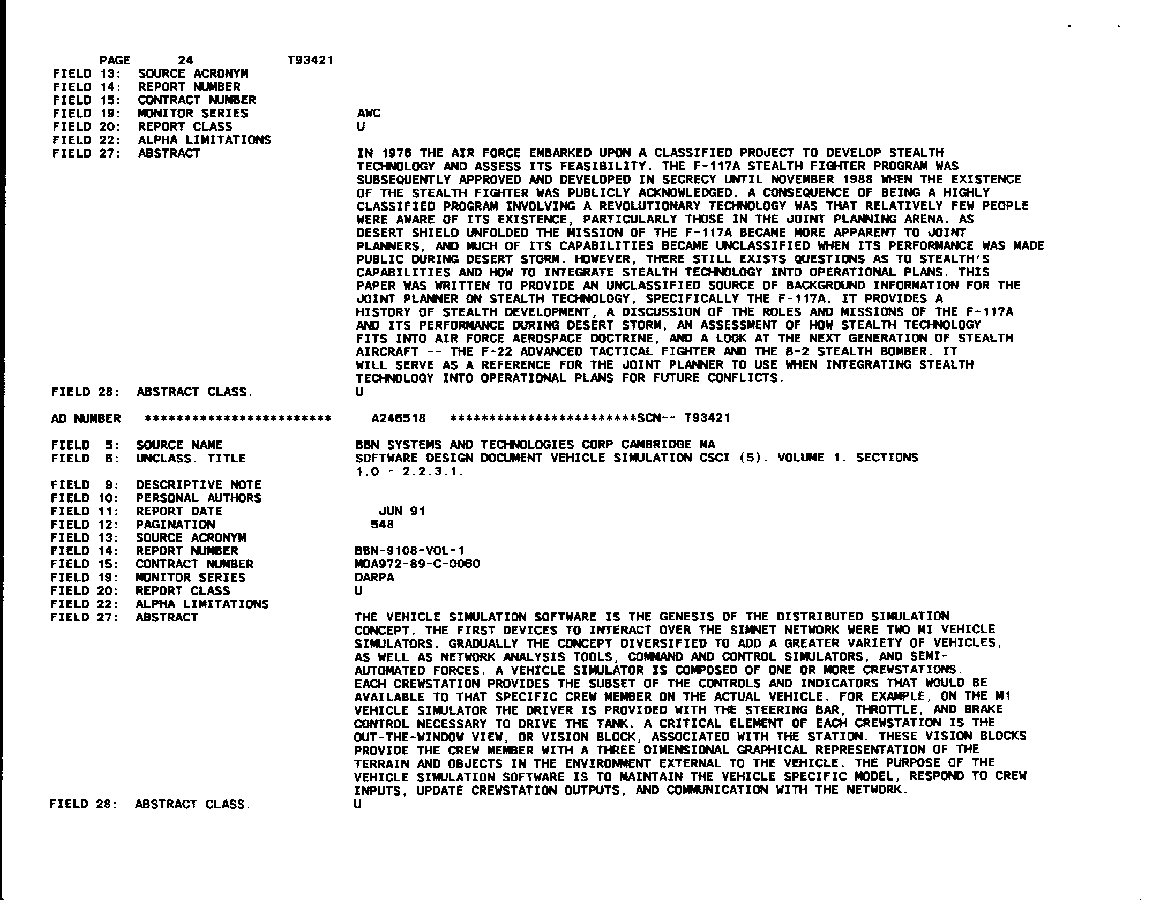 PAGE 24 T93421
FIELD 13: SOURCE ACRONYM
FIELD 14: REPORT NUMBER
FIELD 15: CONTRACT NUMBER
FIELD 19: MONITOR SERIES AWC
FIELD 20: REPORT CLASS U
FIELD 22: ALPHA LIMITATIONS
FIELD 27: ABSTRACT IN 1976 THE AIR FORCE EMBARKED UPON A CLASSIFIED PROJECT TO DEVELOP STEALTH
TECHNOLOGY AND ASSESS ITS FEASIBILITY. THE F-117A STEALTH FIGHTER PROGRAM WAS
SUBSEQUENTLY APPROVED AND DEVELOPED IN SECRECY UNTIL NOVEMBER 1988 WHEN THE EXISTENCE
OF THE STEALTH FIGHTER WAS PUBLICLY ACKNOWLEDGED. A CONSEQUENCE OF BEING A HIGHLY
CLASSIFIED PROGRAM INVOLVING A REVOLUTIONARY TECHNOLOGY WAS THAT RELATIVELY FEW PEOPLE
WERE AWARE OF ITS EXISTENCE, PARTICULARLY THOSE IN THE JOINT PLANNING ARENA. AS
DESERT SHIELD UNFOLDED THE MISSION OF THE F-117A BECAME MORE APPARENT TO JOINT
PLANNERS, AND MUCH OF ITS CAPABILITIES BECAME UNCLASSIFIED WHEN ITS PERFORMANCE WAS MADE
PUBLIC DURING DESERT STORM. HOWEVER, THERE STILL EXISTS QUESTIONS AS TO STEALTH'S
CAPABILITIES AND HOW TO INTEGRATE STEALTH TECHNOLOGY INTO OPERATIONAL PLANS. THIS
PAPER WAS WRITTEN TO PROVIDE AN UNCLASSIFIED SOURCE OF BACKGROUND INFORMATION FOR THE
JOINT PLANNER ON STEALTH TECHNOLOGY, SPECIFICALLY THE F-117A. IT PROVIDES A
HISTORY OF STEALTH DEVELOPMENT, A DISCUSSION OF THE ROLES AND MISSIONS OF THE F-117A
AND ITS PERFORMANCE DURING DESERT STORM, AN ASSESSMENT OF HOW STEALTH TECHNOLOGY
FITS INTO AIR FORCE AEROSPACE DOCTRINE, AND A LOOK AT THE NEXT GENERATION OF STEALTH
AIRCRAFT -- THE F-22 ADVANCED TACTICAL FIGHTER AND THE B-2 STEALTH BOMBER. IT
WILL SERVE AS A REFERENCE FOR THE JOINT PLANNER TO USE WHEN INTEGRATING STEALTH
TECHNOLOGY INTO OPERATIONAL PLANS FOR FUTURE CONFLICTS.
FIELD 28: ABSTRACT CLASS. U
AD NUMBER ************************ A246518 ************************SCN-- T93421
FIELD 5: SOURCE NAME BBN SYSTEMS AND TECHNOLOGIES CORP CAMBRIDGE MA
FIELD 6: UNCLASS. TITLE SOFTWARE DESIGN DOCUMENT VEHICLE SIMULATION CSCI (5). VOLUME 1. SECTIONS
1.0 - 2.2.3.1.
FIELD 9: DESCRIPTIVE NOTE
FIELD 10: PERSONAL AUTHORS
FIELD 11: REPORT DATE JUN 91
FIELD 12: PAGINATION 548
FIELD 13: SOURCE ACRONYM
FIELD 14: REPORT NUMBER BBN-9108-VOL-1
FIELD 15: CONTRACT NUMBER MDA972-89-C-0060
FIELD 19: MONITOR SERIES DARPA
FIELD 20: REPORT CLASS U
FIELD 22: ALPHA LIMITATIONS
FIELD 27: ABSTRACT THE VEHICLE SIMULATION SOFTWARE IS THE GENESIS OF THE DISTRIBUTED SIMULATION
CONCEPT. THE FIRST DEVICES TO INTERACT OVER THE SIMNET NETWORK WERE TWO M1 VEHICLE
SIMULATORS. GRADUALLY THE CONCEPT DIVERSIFIED TO ADD A GREATER VARIETY OF VEHICLES,
AS WELL AS NETWORK ANALYSIS TOOLS, COMMAND AND CONTROL SIMULATORS, AND SEMI-
AUTOMATED FORCES. A VEHICLE SIMULATOR IS COMPOSED OF ONE OR MORE CREWSTATIONS.
EACH CREWSTATION PROVIDES THE SUBSET OF THE CONTROLS AND INDICATORS THAT WOULD BE
AVAILABLE TO THAT SPECIFIC CREW MEMBER ON THE ACTUAL VEHICLE. FOR EXAMPLE, ON THE M1
VEHICLE SIMULATOR THE DRIVER IS PROVIDED WITH THE STEERING BAR, THROTTLE, AND BRAKE
CONTROL NECESSARY TO DRIVE THE TANK. A CRITICAL ELEMENT OF EACH CREWSTATION IS THE
OUT-THE-WINDOW VIEW, OR VISION BLOCK, ASSOCIATED WITH THE STATION. THESE VISION BLOCKS
PROVIDE THE CREW MEMBER WITH A THREE DIMENSIONAL GRAPHICAL REPRESENTATION OF THE
TERRAIN AND OBJECTS IN THE ENVIRONMENT EXTERNAL TO THE VEHICLE. THE PURPOSE OF THE
VEHICLE SIMULATION SOFTWARE IS TO MAINTAIN THE VEHICLE SPECIFIC MODEL, RESPOND TO CREW
INPUTS, UPDATE CREWSTATION OUTPUTS, AND COMMUNICATION WITH THE NETWORK.
FIELD 28: ABSTRACT CLASS. U